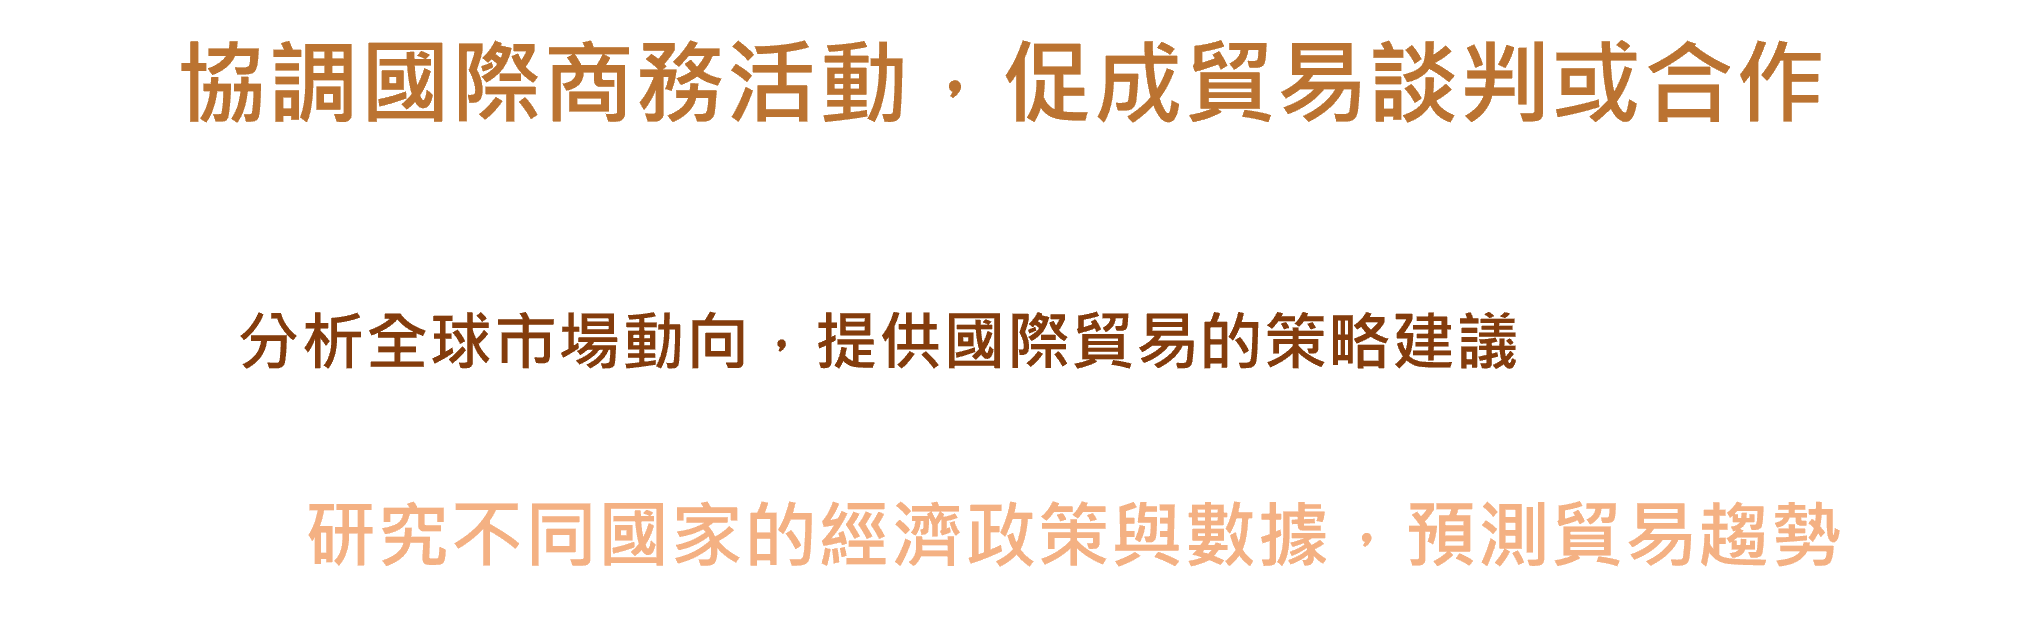 協調國際商務活動，促成貿易談判或合作
分析全球市場動向，提供國際貿易的策略建議
研究不同國家的經濟政策與數據，預測貿易趨勢